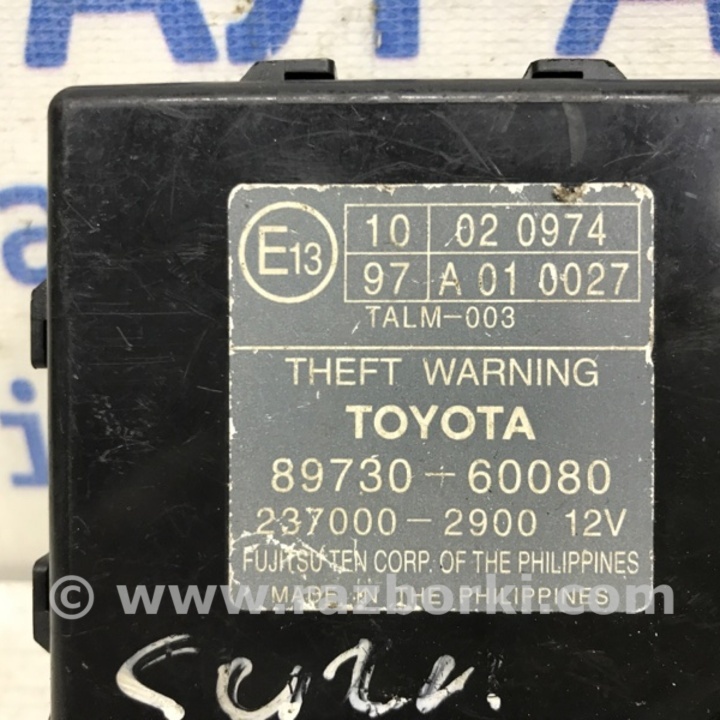 E13
10 02 0974
97 A 01 0027
TALM-003
THEFT WARNING
TOYOTA
89730-60080
237000-2900 12V
FUJITSU TEN CORP. OF THE PHILIPPINES
MADE IN THE PHILIPPINES
© www.razborki.com